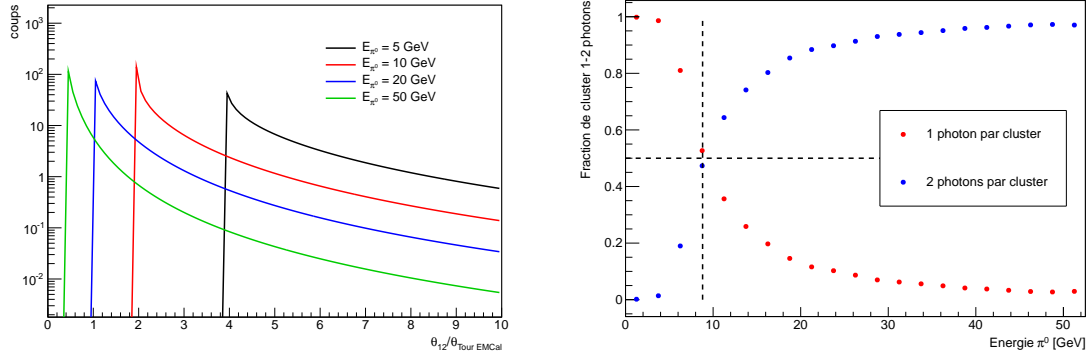 coups
10³
10²
10
1
10⁻¹
10⁻²
E_π⁰ = 5 GeV
E_π⁰ = 10 GeV
E_π⁰ = 20 GeV
E_π⁰ = 50 GeV
0 1 2 3 4 5 6 7 8 9 10
θ₁₂/θ_Tour EMCal
Fraction de cluster 1-2 photons
1
0.8
0.6
0.4
0.2
0
1 photon par cluster
2 photons par cluster
0 10 20 30 40 50
Energie π⁰ [GeV]